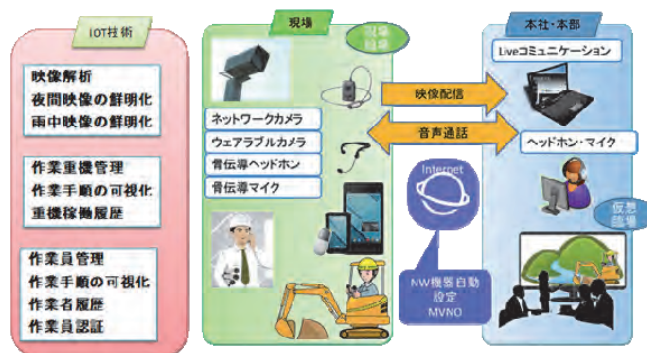 IOT技術
映像解析
夜間映像の鮮明化
雨中映像の鮮明化
作業重機管理
作業手順の可視化
重機稼働履歴
作業員管理
作業手順の可視化
作業者履歴
作業員認証
現場
現場
臨場
ネットワークカメラ
ウェアラブルカメラ
骨伝導ヘッドホン
骨伝導マイク
映像配信
音声通話
Internet
NW機器自動
設定
MVNO
本社・本部
Liveコミュニケーション
ヘッドホン・マイク
仮想
臨場